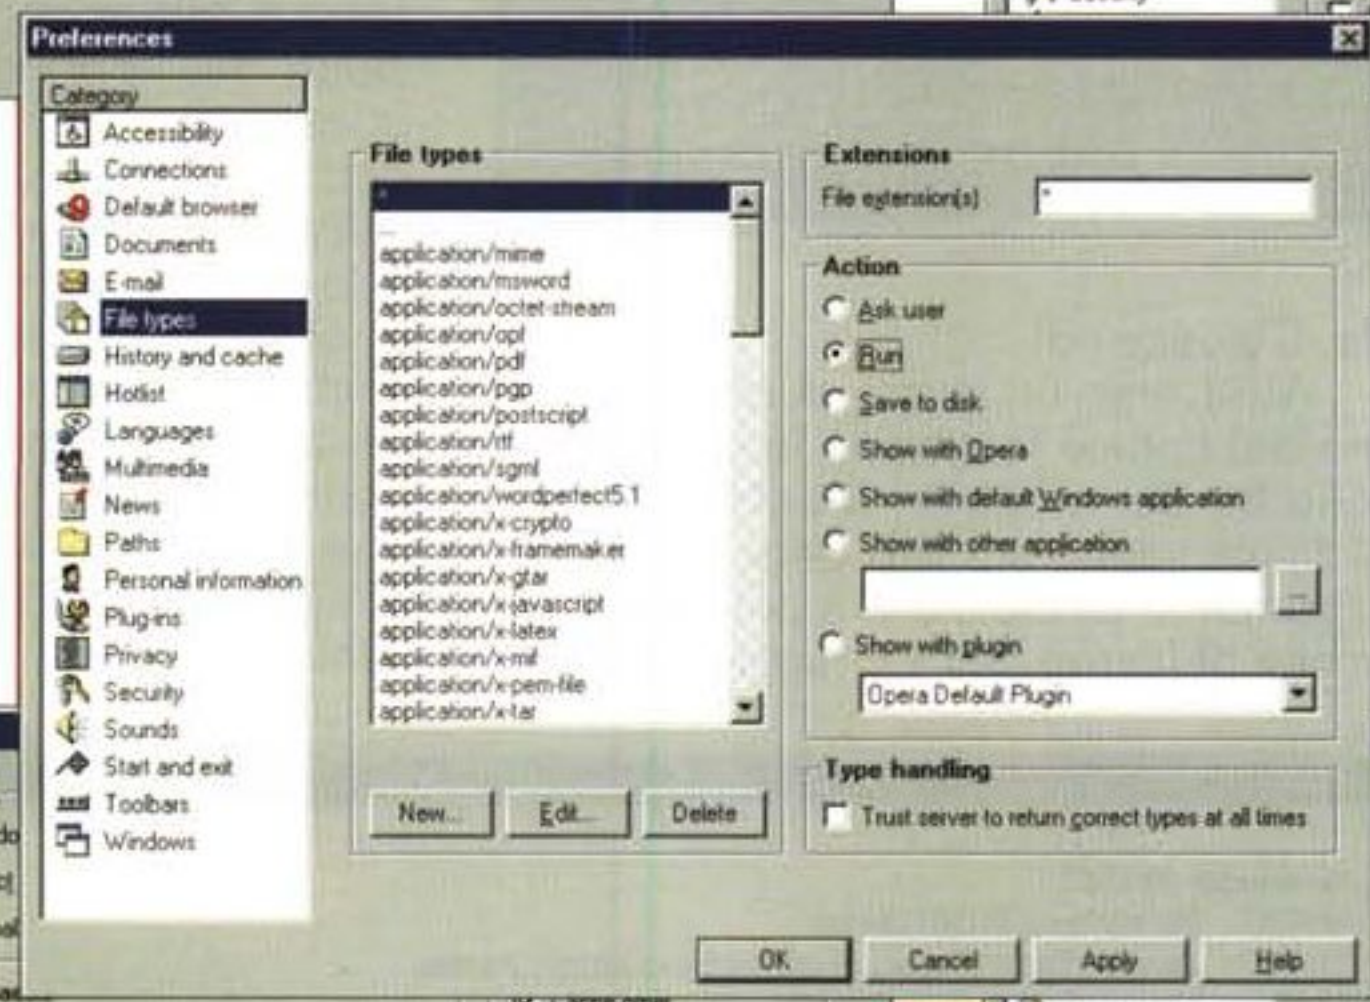 Preferences
Category
Accessibility
Connections
Default browser
Documents
E-mail
File types
History and cache
Hotlist
Languages
Multimedia
News
Paths
Personal information
Plug-ins
Privacy
Security
Sounds
Start and exit
Toolbars
Windows
File types
*
...
application/mime
application/msword
application/octet-stream
application/opf
application/pdf
application/pgp
application/postscript
application/rtf
application/sgml
application/wordperfect5.1
application/x-crypto
application/x-framemaker
application/x-gtar
application/x-javascript
application/x-latex
application/x-mif
application/x-pem-file
application/x-tar
New...
Edit...
Delete
Extensions
File extension(s)
*
Action
Ask user
Run
Save to disk
Show with Opera
Show with default Windows application
Show with other application
...
Show with plugin
Opera Default Plugin
Type handling
Trust server to return correct types at all times
OK
Cancel
Apply
Help